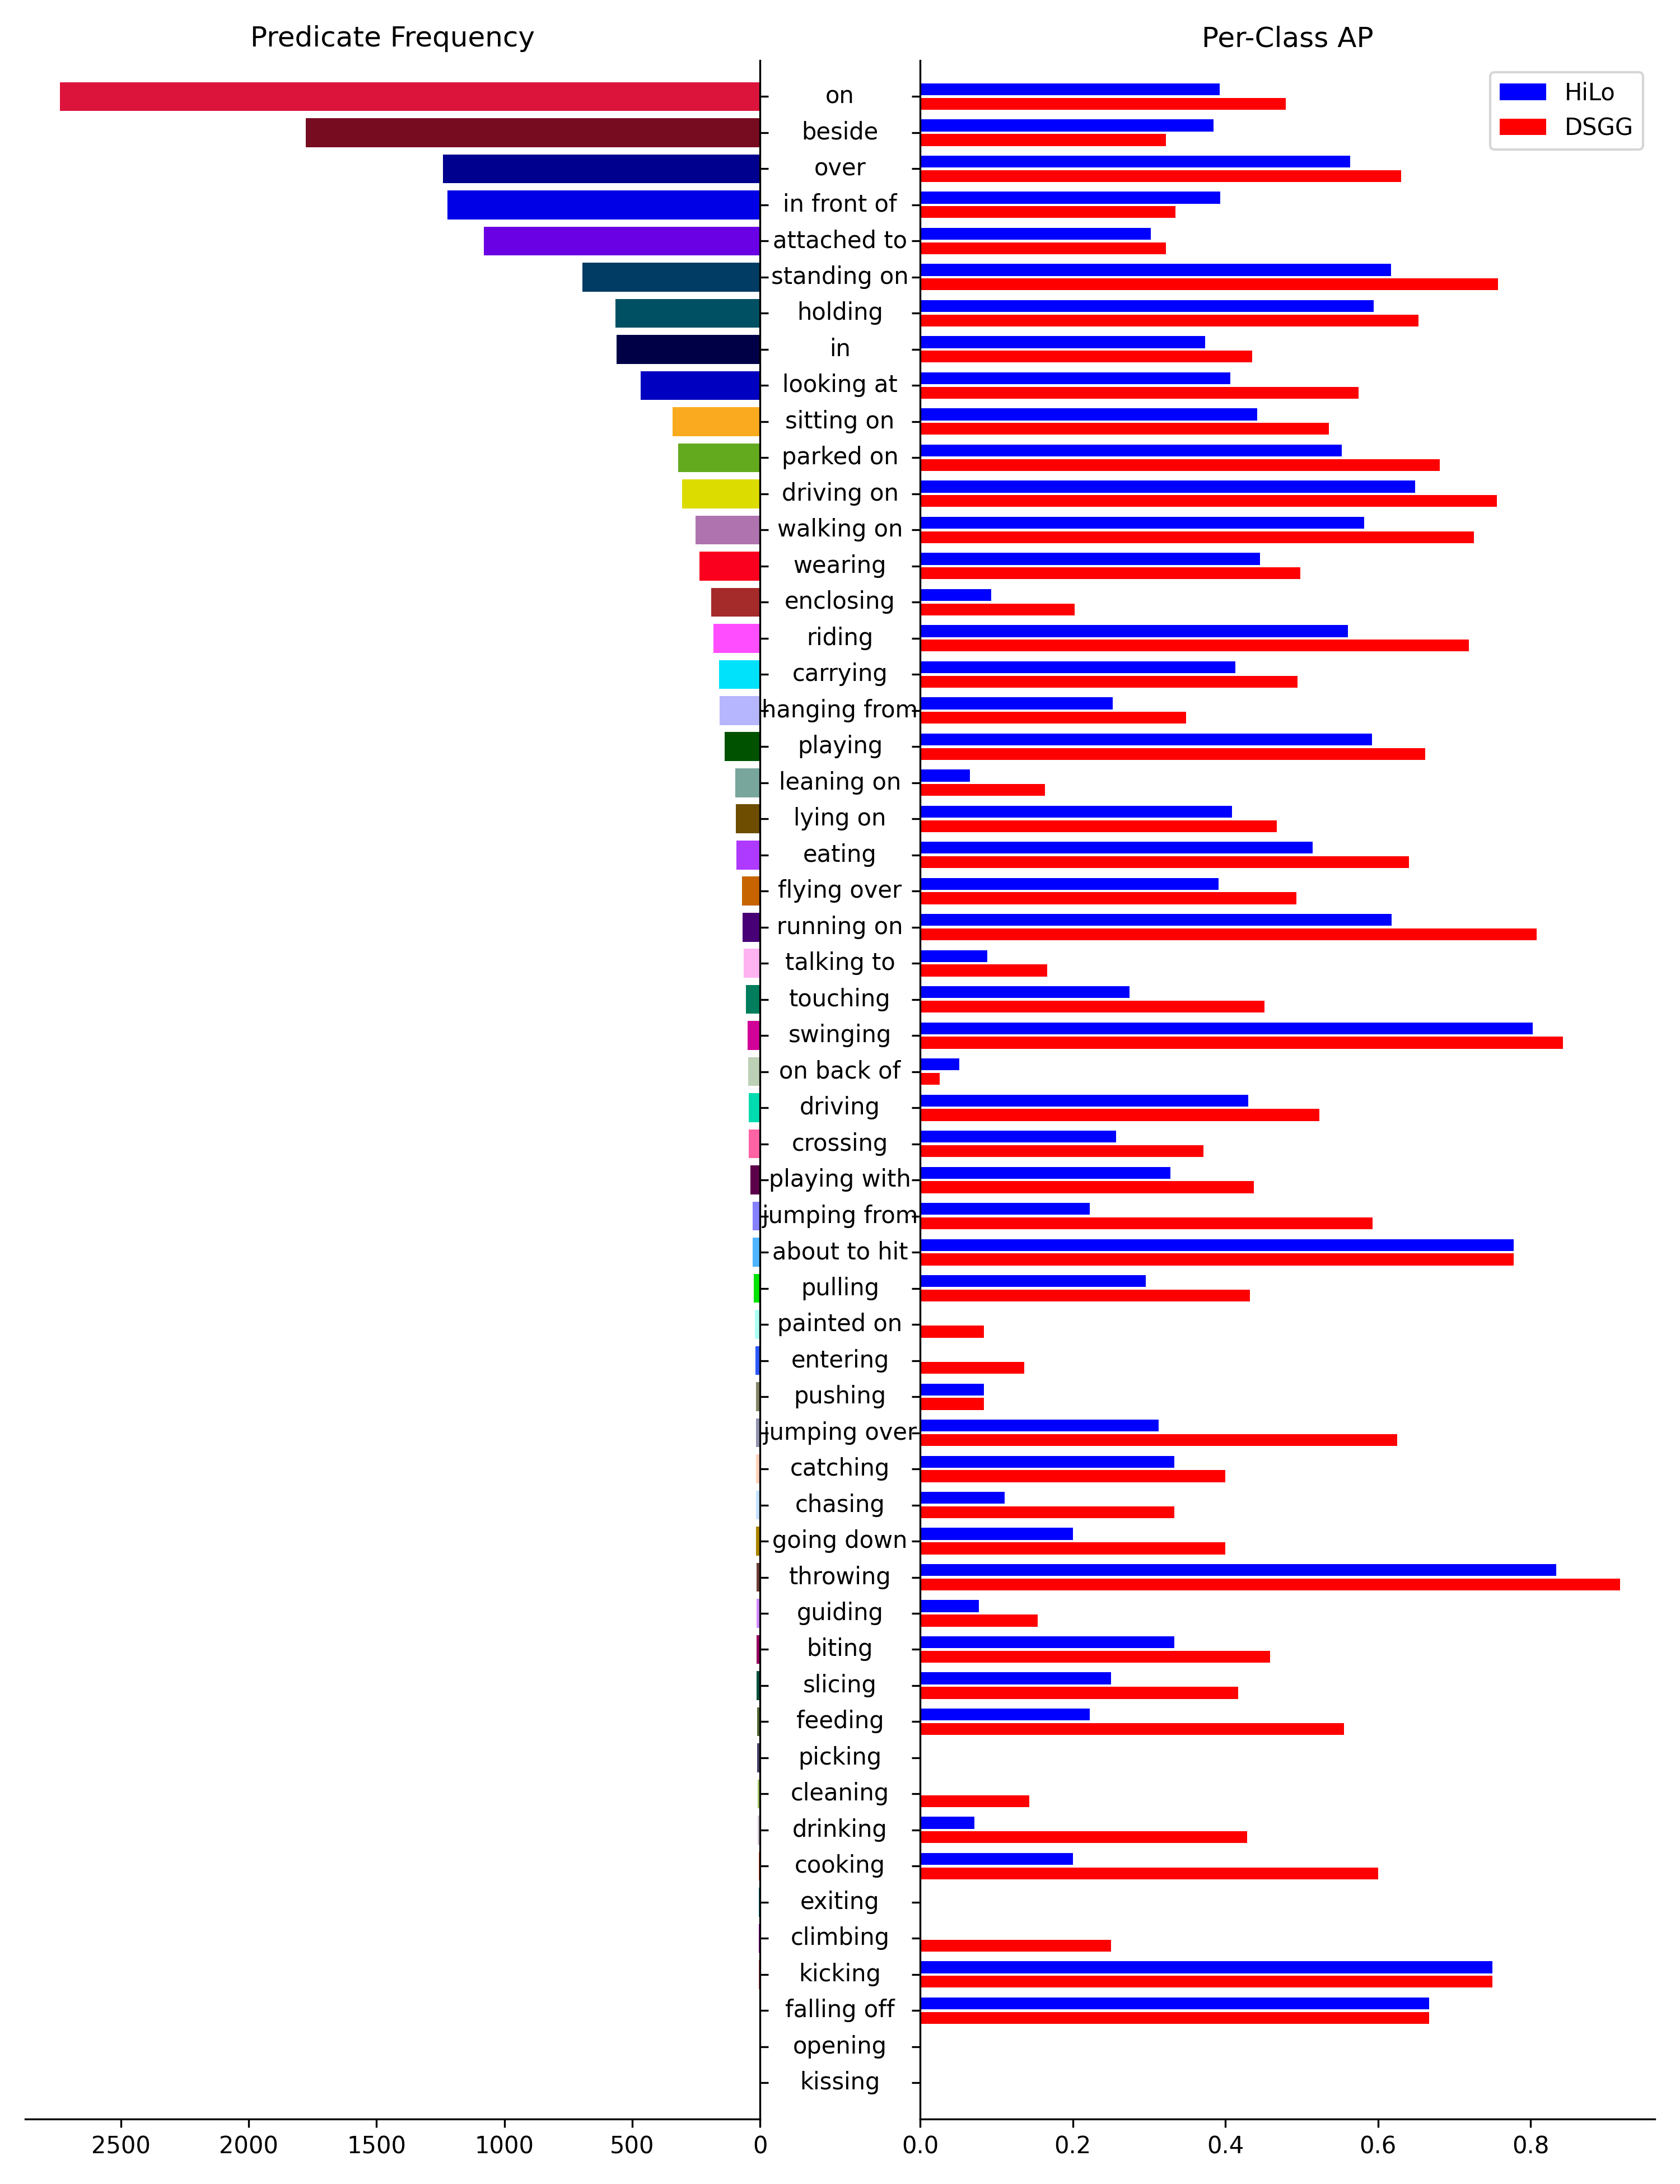 Predicate Frequency
Per-Class AP
HiLo
DSGG
on
beside
over
in front of
attached to
standing on
holding
in
looking at
sitting on
parked on
driving on
walking on
wearing
enclosing
riding
carrying
hanging from
playing
leaning on
lying on
eating
flying over
running on
talking to
touching
swinging
on back of
driving
crossing
playing with
jumping from
about to hit
pulling
painted on
entering
pushing
jumping over
catching
chasing
going down
throwing
guiding
biting
slicing
feeding
picking
cleaning
drinking
cooking
exiting
climbing
kicking
falling off
opening
kissing
2500 2000 1500 1000 500 0
0.0 0.2 0.4 0.6 0.8